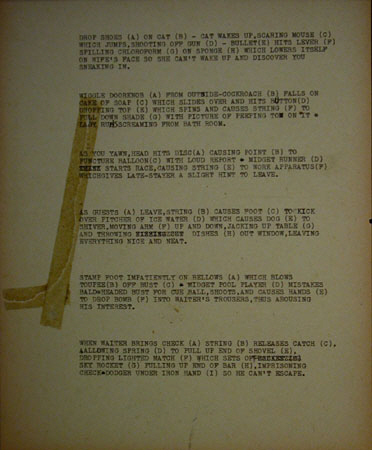 DROP SHOES (A) ON CAT (B) - CAT WAKES UP,SCARING MOUSE (C)
WHICH JUMPS,SHOOTING OFF GUN (D) - BULLET(E) HITS LEVER (F)
SPILLING CHLOROFORM (G) ON SPONGE (H) WHICH LOWERS ITSELF
ON WIFE'S FACE SO SHE CAN'T WAKE UP AND DISCOVER YOU
SNEAKING IN.
WIGGLE DOORKNOB (A) FROM OUTSIDE-COCKROACH (B) FALLS ON
CAKE OF SOAP (C) WHICH SLIDES OVER AND HITS BUTTON(D)
DROPPING TOP (E) WHICH SPINS AND CAUSES STRING (F) TO
PULL DOWN SHADE (G) WITH PICTURE OF PEEPING TOM ON IT -
SCREAMING FROM BATH ROOM.
AS YOU YAWN, HEAD HITS DISC(A) CAUSING POINT (B) TO
PUNCTURE BALLOON(C) WITH LOUD REPORT - MIDGET RUNNER (D)
STARTS RACE,CAUSING STRING (E) TO WORK APPARATUS(F)
WHICHGIVES LATE-STAYER A SLIGHT HINT TO LEAVE.
AS GUESTS (A) LEAVE,STRING (B) CAUSES FOOT (C) TO KICK
OVER PITCHER OF ICE WATER (D) WHICH CAUSES DOG (E) TO
SHIVER,MOVING ARM (F) UP AND DOWN,JACKING UP TABLE (G)
AND THROWING DISHES (H) OUT WINDOW,LEAVING
EVERYTHING NICE AND NEAT.
STAMP FOOT IMPATIENTLY ON BELLOWS (A) WHICH BLOWS
TOUPEE(B) OFF BUST (C) - MIDGET POOL PLAYER (D) MISTAKES
BALD-HEADED BUST FOR CUE BALL,SHOOTS,AND CAUSES HANDS (E)
TO DROP BOMB (F) INTO WAITER'S TROUSERS,THUS AROUSING
HIS INTEREST.
WHEN WAITER BRINGS CHECK (A) STRING (B) RELEASES CATCH (C),
ALLOWING SPRING (D) TO PULL UP END OF SHOVEL (E),
DROPPING LIGHTED MATCH (F) WHICH SETS OFF
SKY ROCKET (G) PULLING UP END OF BAR (H),IMPRISONING
CHECK-DODGER UNDER IRON HAND (I) SO HE CAN'T ESCAPE.